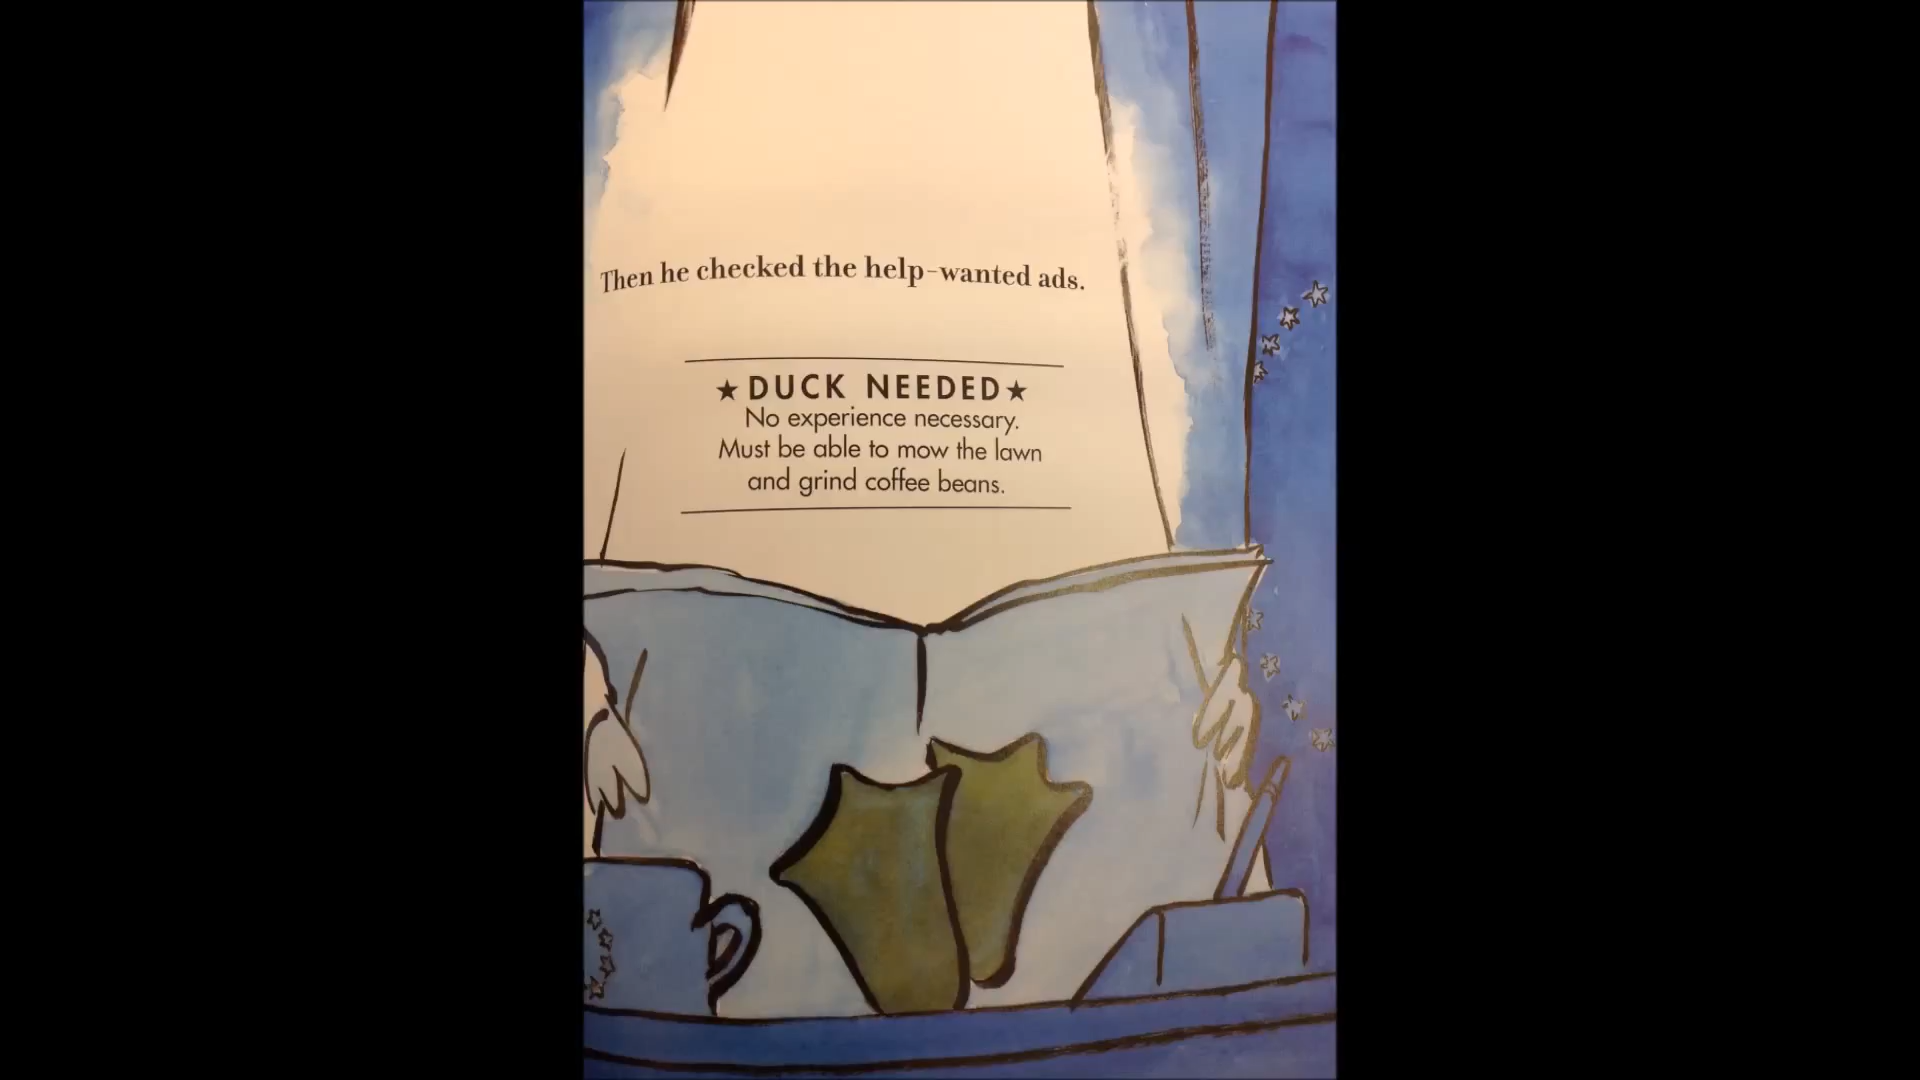 Then he checked the help-wanted ads.
★ DUCK NEEDED ★
No experience necessary.
Must be able to mow the lawn
and grind coffee beans.